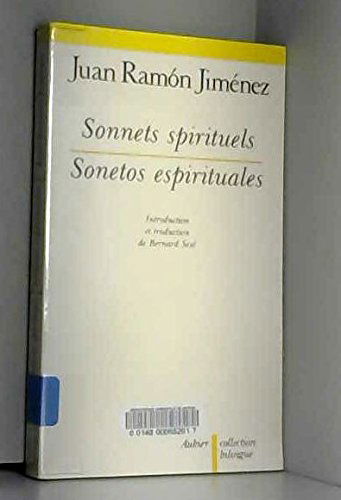 Juan Ramón Jiménez
Sonnets spirituels
Sonetos espirituales
Introduction
et traduction
de Bernard Sesé
Aubier
collection
bilingue